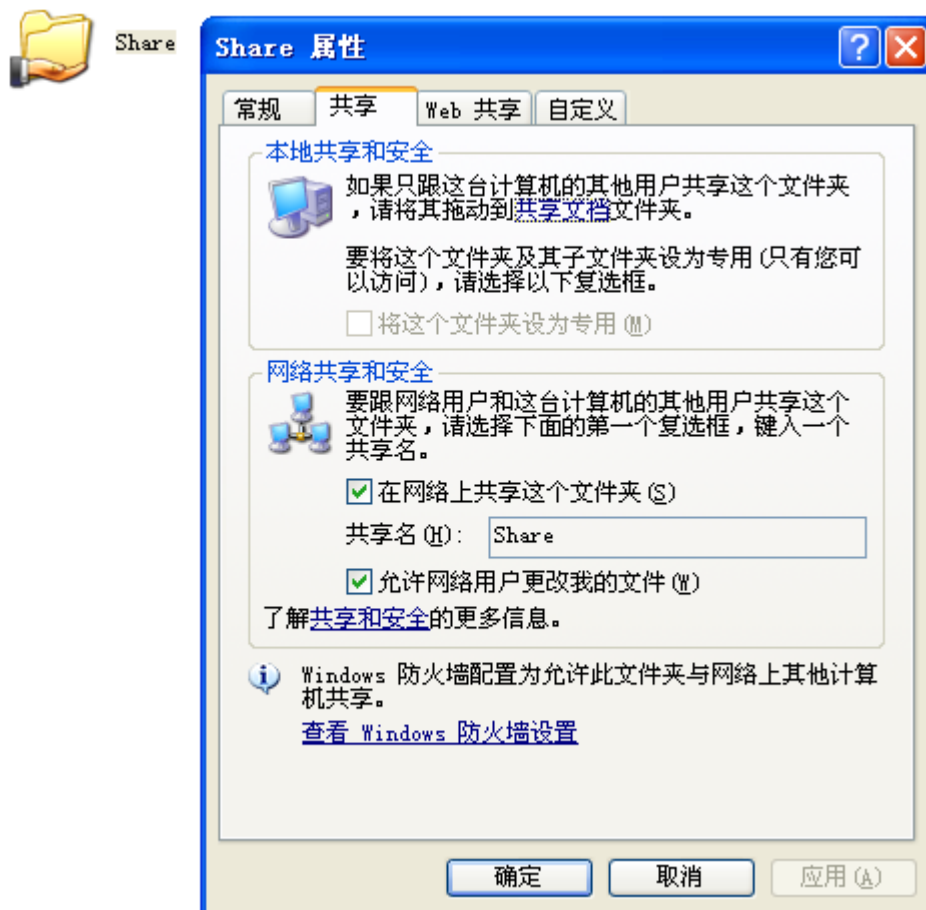 Share
Share 属性
常规 共享 Web 共享 自定义
本地共享和安全
如果只跟这台计算机的其他用户共享这个文件夹
，请将其拖动到共享文档文件夹。
要将这个文件夹及其子文件夹设为专用(只有您可
以访问)，请选择以下复选框。
将这个文件夹设为专用(M)
网络共享和安全
要跟网络用户和这台计算机的其他用户共享这个
文件夹，请选择下面的第一个复选框，键入一个
共享名。
在网络上共享这个文件夹(S)
共享名(H): Share
允许网络用户更改我的文件(W)
了解共享和安全的更多信息。
Windows 防火墙配置为允许此文件夹与网络上其他计算
机共享。
查看 Windows 防火墙设置
确定 取消 应用(A)